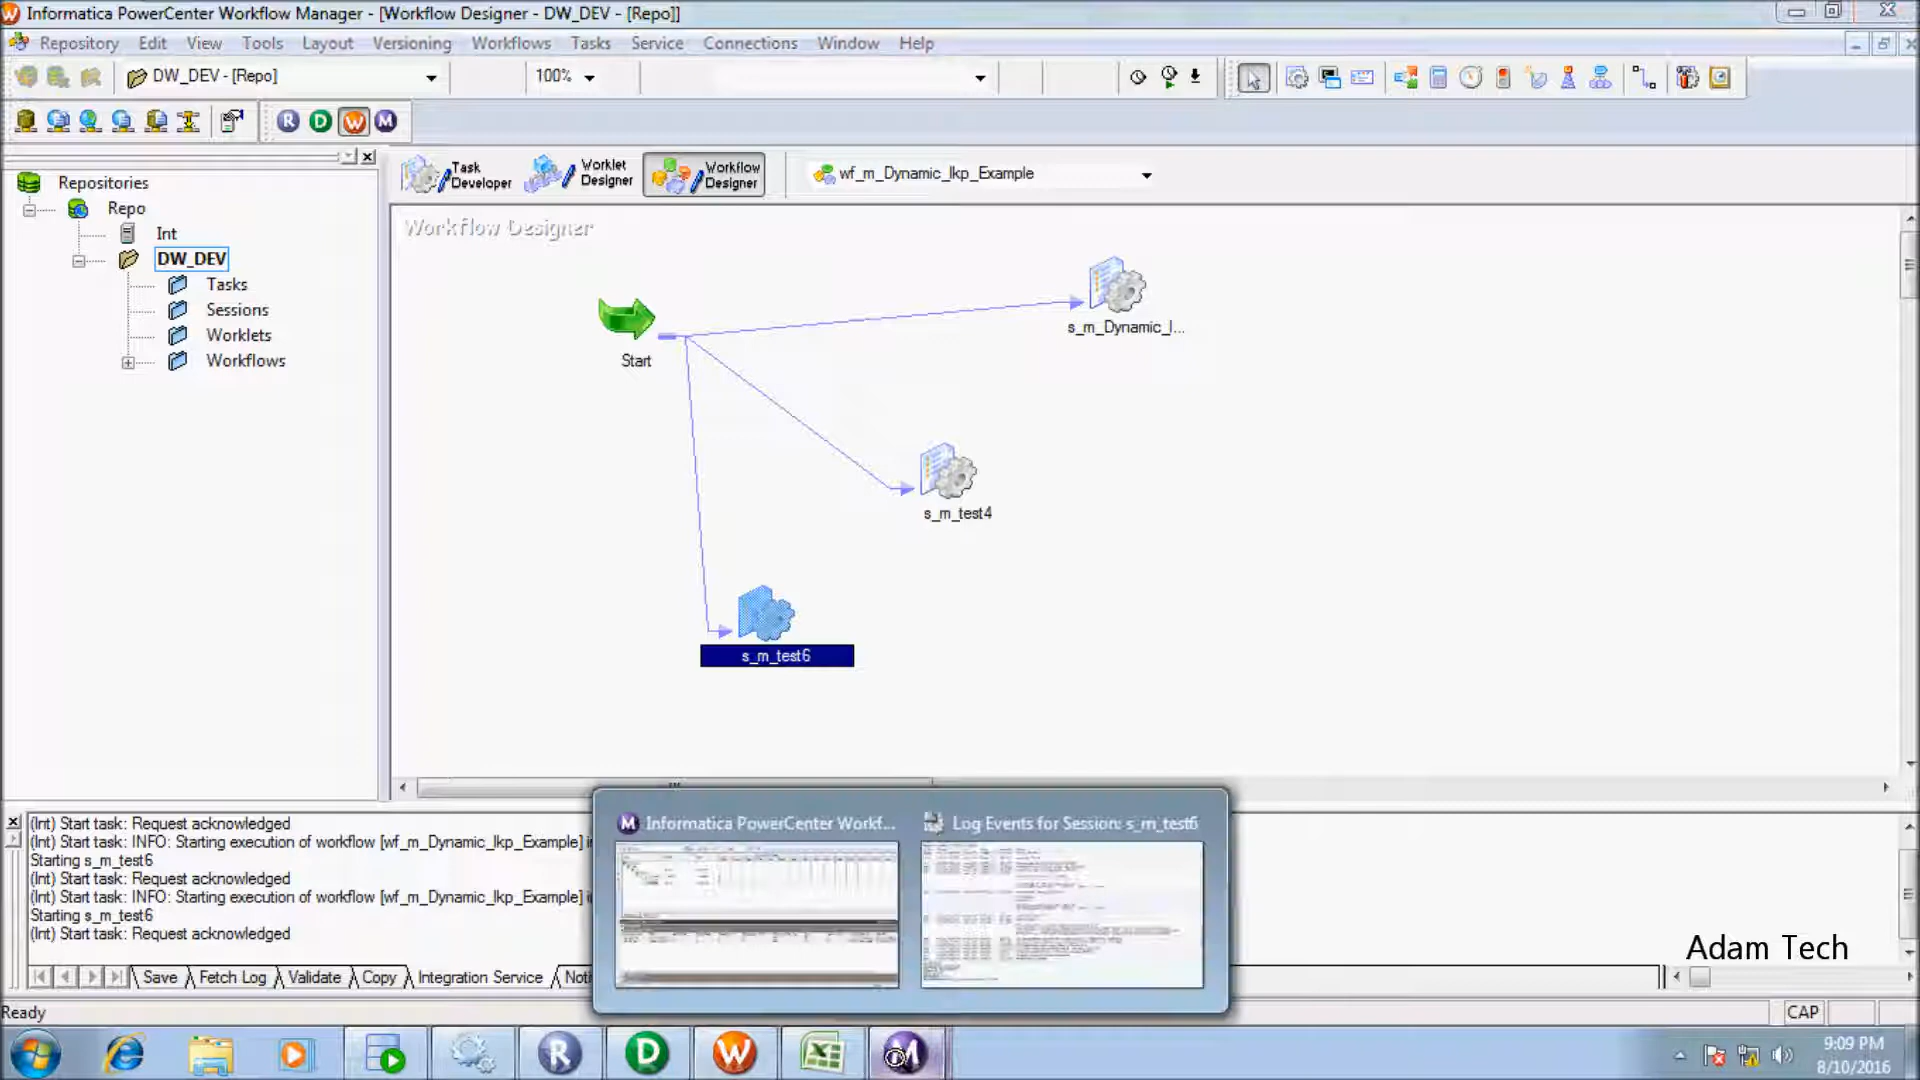 Informatica PowerCenter Workflow Manager - [Workflow Designer - DW_DEV - [Repo]]
Repository Edit View Tools Layout Versioning Workflows Tasks Service Connections Window Help
DW_DEV - [Repo] 100%
R D W M
Repositories
Repo
Int
DW_DEV
Tasks
Sessions
Worklets
Workflows
Task Developer
Worklet Designer
Workflow Designer
wf_m_Dynamic_lkp_Example
Workflow Designer
Start
s_m_Dynamic_l...
s_m_test4
s_m_test6
(Int) Start task: Request acknowledged
(Int) Start task: INFO: Starting execution of workflow [wf_m_Dynamic_lkp_Example] i
Starting s_m_test6
(Int) Start task: Request acknowledged
(Int) Start task: INFO: Starting execution of workflow [wf_m_Dynamic_lkp_Example] i
Starting s_m_test6
(Int) Start task: Request acknowledged
Save Fetch Log Validate Copy Integration Service Noti
M Informatica PowerCenter Workf...
Log Events for Session: s_m_test6
Adam Tech
Ready
CAP
R D W M
9:09 PM
8/10/2016